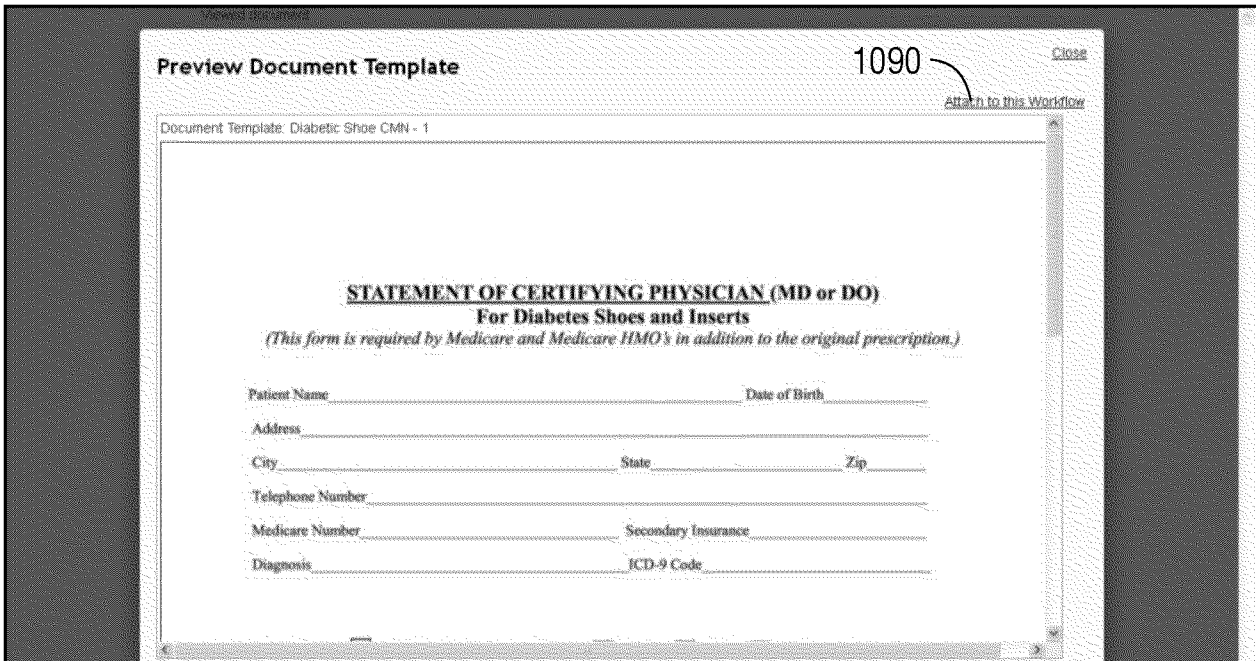 Viewed document
Close
Preview Document Template
1090
Attach to this Workflow
Document Template: Diabetic Shoe CMN - 1
STATEMENT OF CERTIFYING PHYSICIAN (MD or DO)
For Diabetes Shoes and Inserts
(This form is required by Medicare and Medicare HMO's in addition to the original prescription.)
Patient Name Date of Birth
Address
City State Zip
Telephone Number
Medicare Number Secondary Insurance
Diagnosis ICD-9 Code